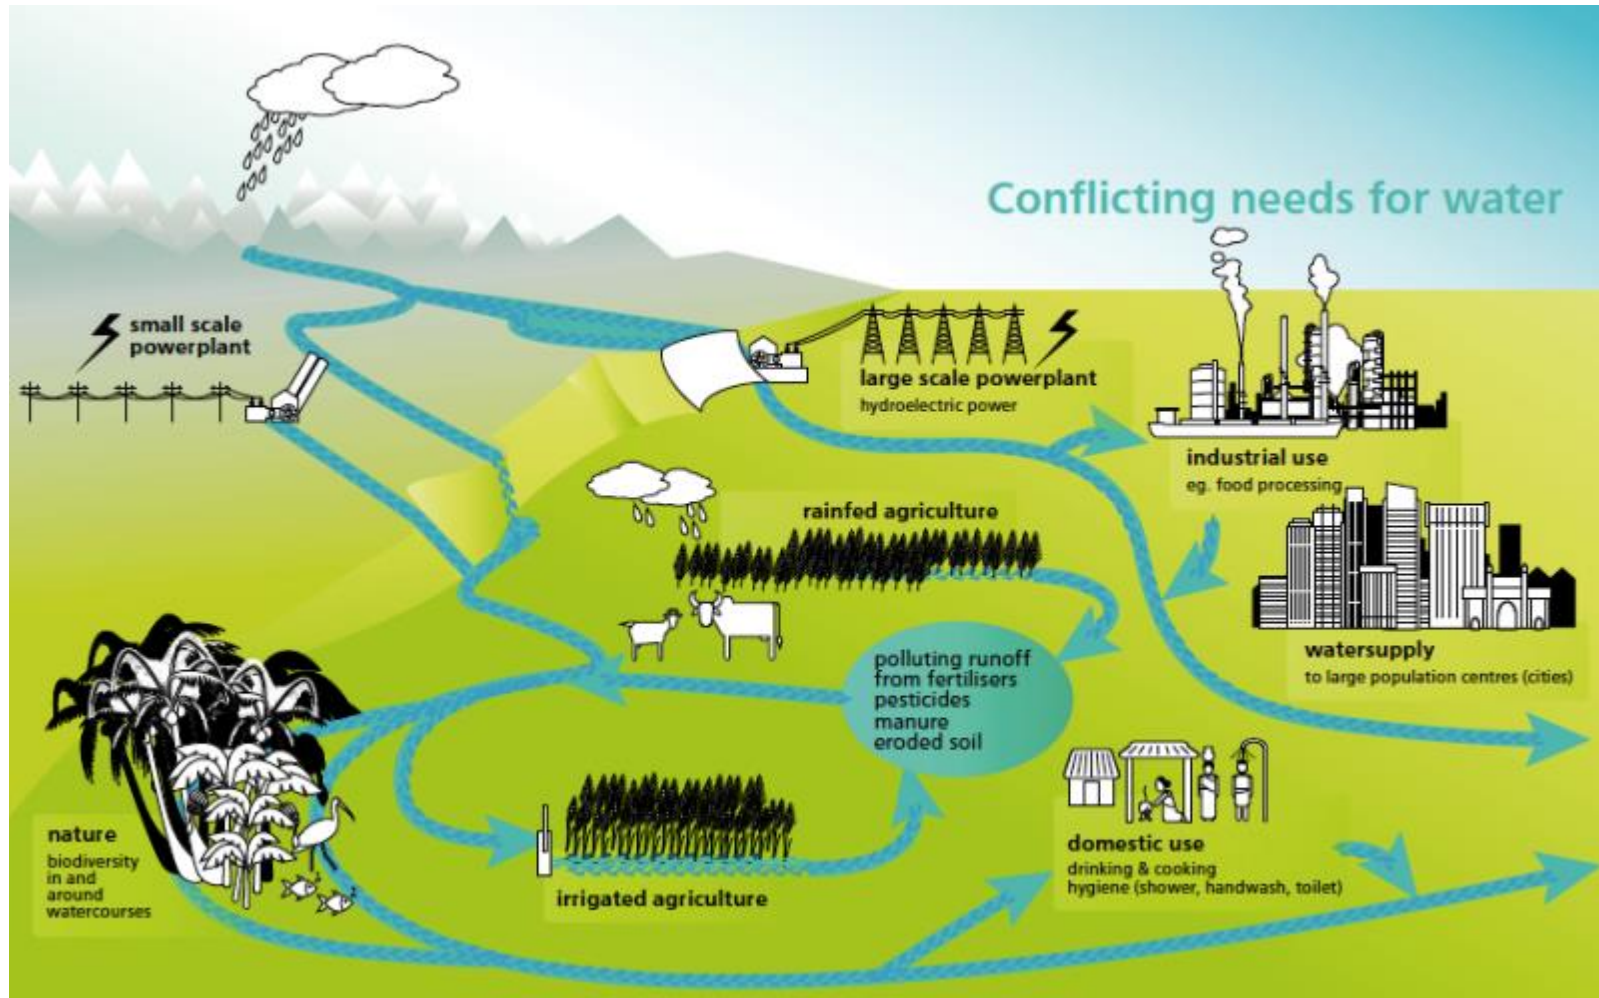 Conflicting needs for water
small scale
powerplant
large scale powerplant
hydroelectric power
industrial use
eg. food processing
rainfed agriculture
watersupply
to large population centres (cities)
polluting runoff
from fertilisers
pesticides
manure
eroded soil
nature
biodiversity
in and
around
watercourses
irrigated agriculture
domestic use
drinking & cooking
hygiene (shower, handwash, toilet)